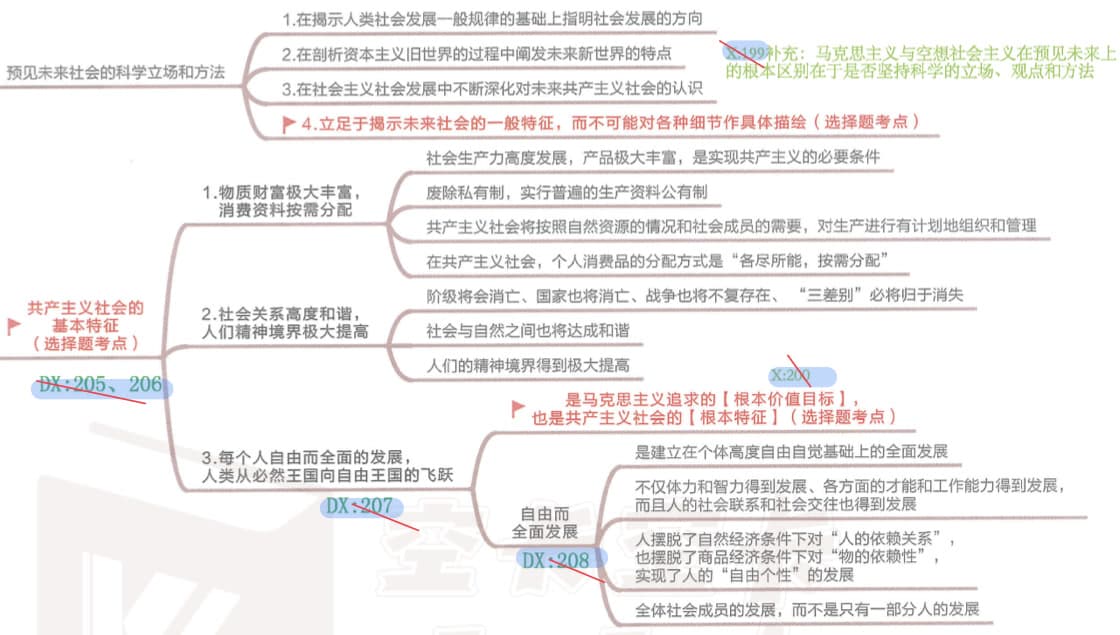 预见未来社会的科学立场和方法
1.在揭示人类社会发展一般规律的基础上指明社会发展的方向
2.在剖析资本主义旧世界的过程中阐发未来新世界的特点
3.在社会主义社会发展中不断深化对未来共产主义社会的认识
4.立足于揭示未来社会的一般特征，而不可能对各种细节作具体描绘（选择题考点）
X:199补充：马克思主义与空想社会主义在预见未来上
的根本区别在于是否坚持科学的立场、观点和方法
共产主义社会的
基本特征
（选择题考点）
DX:205、206
1.物质财富极大丰富，
消费资料按需分配
社会生产力高度发展，产品极大丰富，是实现共产主义的必要条件
废除私有制，实行普遍的生产资料公有制
共产主义社会将按照自然资源的情况和社会成员的需要，对生产进行有计划地组织和管理
在共产主义社会，个人消费品的分配方式是“各尽所能，按需分配”
2.社会关系高度和谐，
人们精神境界极大提高
阶级将会消亡、国家也将消亡、战争也将不复存在、“三差别”必将归于消失
社会与自然之间也将达成和谐
人们的精神境界得到极大提高
3.每个人自由而全面的发展，
人类从必然王国向自由王国的飞跃
DX:207
X:200
是马克思主义追求的【根本价值目标】，
也是共产主义社会的【根本特征】（选择题考点）
自由而
全面发展
DX:208
是建立在个体高度自由自觉基础上的全面发展
不仅体力和智力得到发展、各方面的才能和工作能力得到发展，
而且人的社会联系和社会交往也得到发展
人摆脱了自然经济条件下对“人的依赖关系”，
也摆脱了商品经济条件下对“物的依赖性”，
实现了人的“自由个性”的发展
全体社会成员的发展，而不是只有一部分人的发展